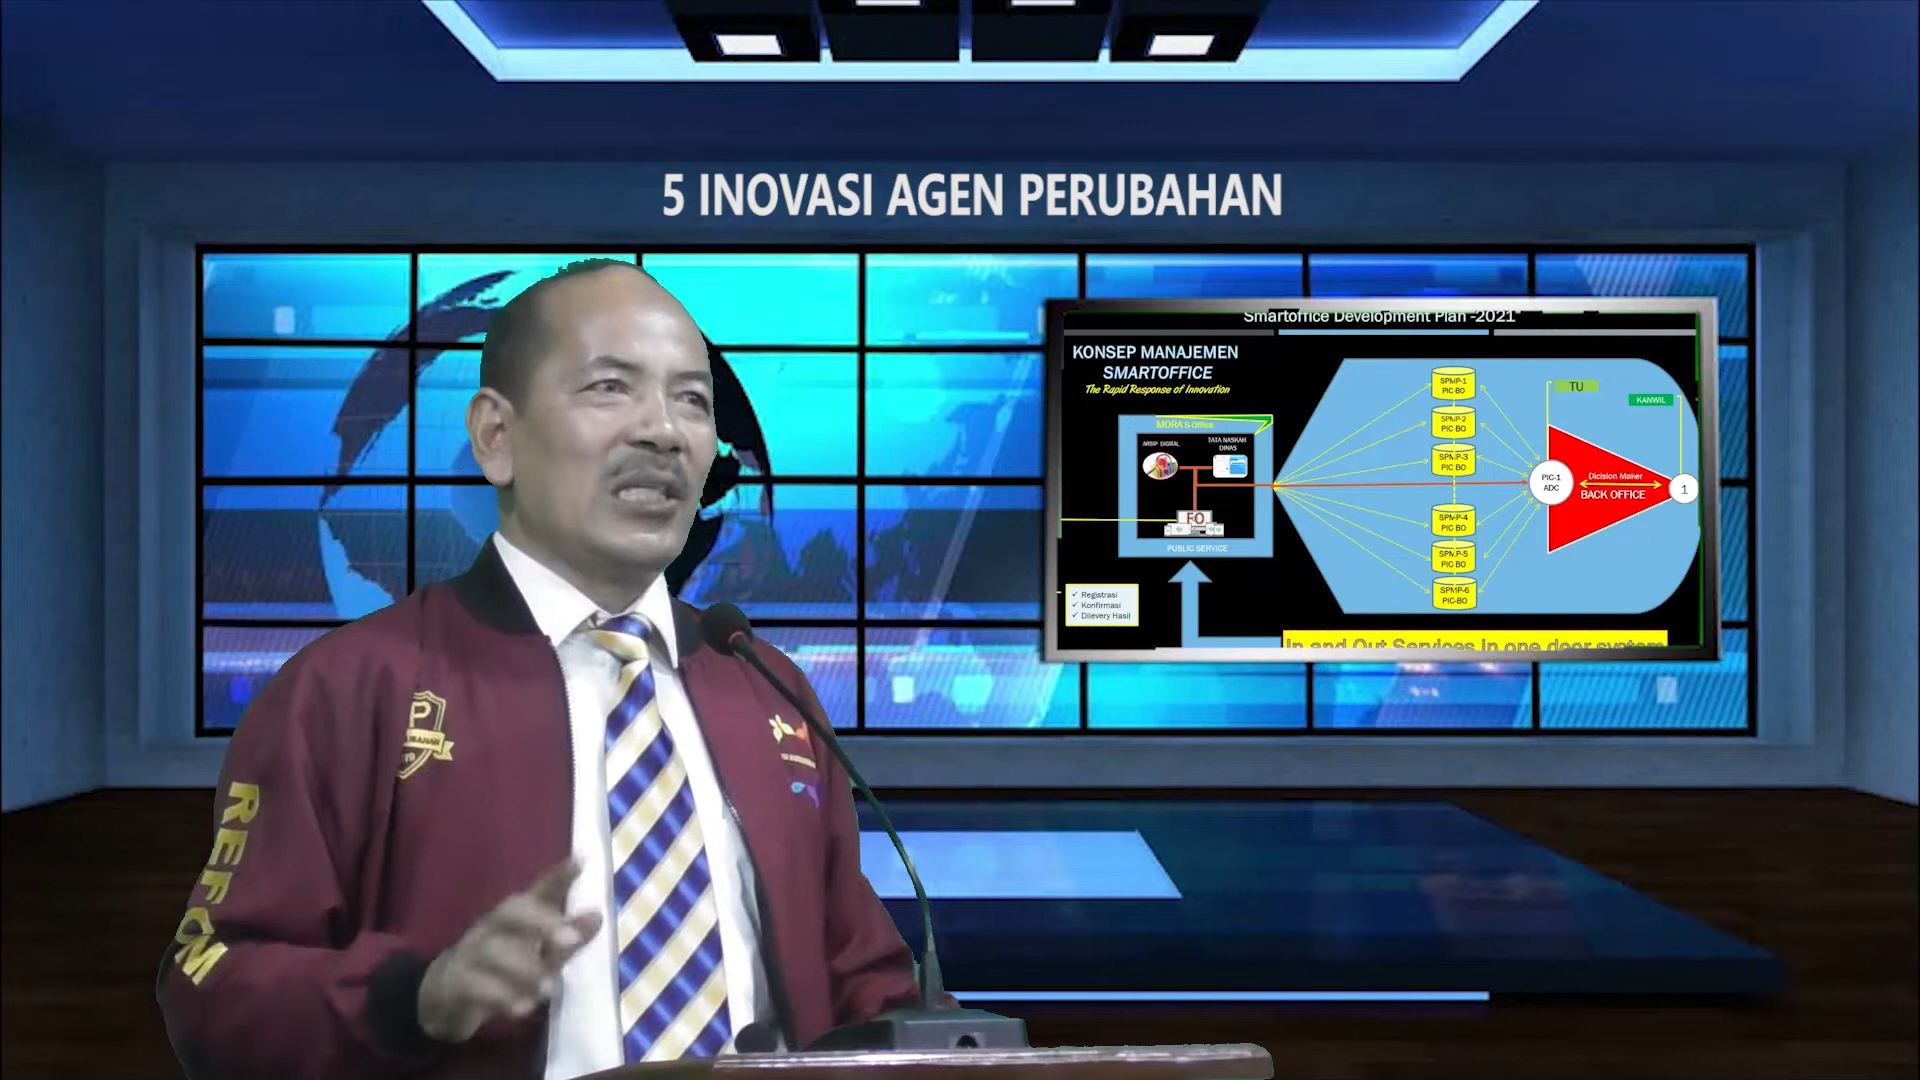 5 INOVASI AGEN PERUBAHAN
Smartoffice Development Plan -2021
KONSEP MANAJEMEN
SMARTOFFICE
The Rapid Response of Innovation
MORA S-Office
ARSIP DIGITAL
TATA NASKAH
DINAS
FO
PUBLIC SERVICE
✓ Registrasi
✓ Konfirmasi
✓ Dilevery Hasil
SPMP-1
PIC BO
SPMP-2
PIC BO
SPMP-3
PIC BO
SPMP-4
PIC BO
SPMP-5
PIC BO
SPMP-6
PIC-BO
TU
KANWIL
PIC-1
ADC
Dicision Maker
BACK OFFICE
1
In and Out Services in one door system
P
REFOM